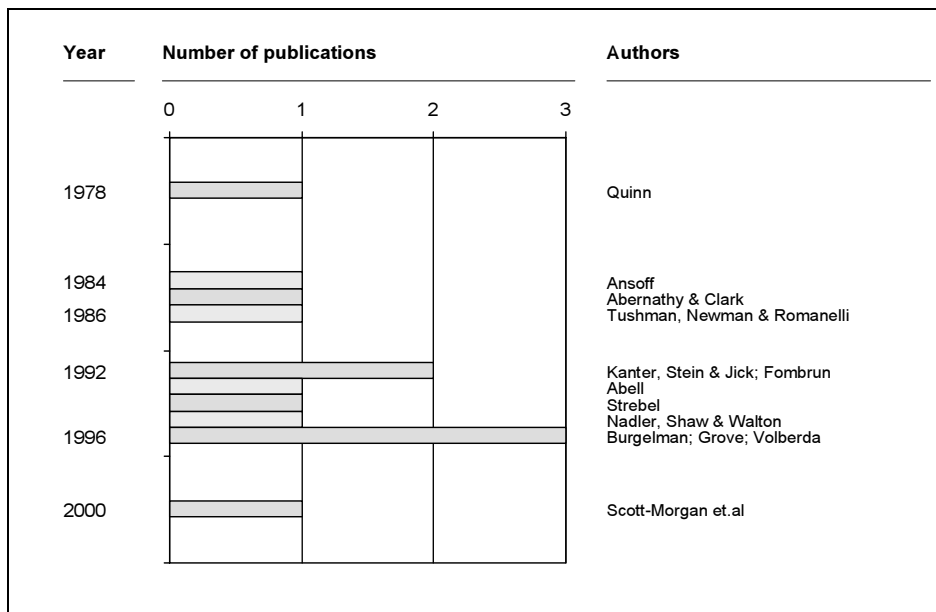 Year Number of publications Authors
0 1 2 3
1978 Quinn
1984 Ansoff
Abernathy & Clark
1986 Tushman, Newman & Romanelli
1992 Kanter, Stein & Jick; Fombrun
Abell
Strebel
Nadler, Shaw & Walton
1996 Burgelman; Grove; Volberda
2000 Scott-Morgan et.al